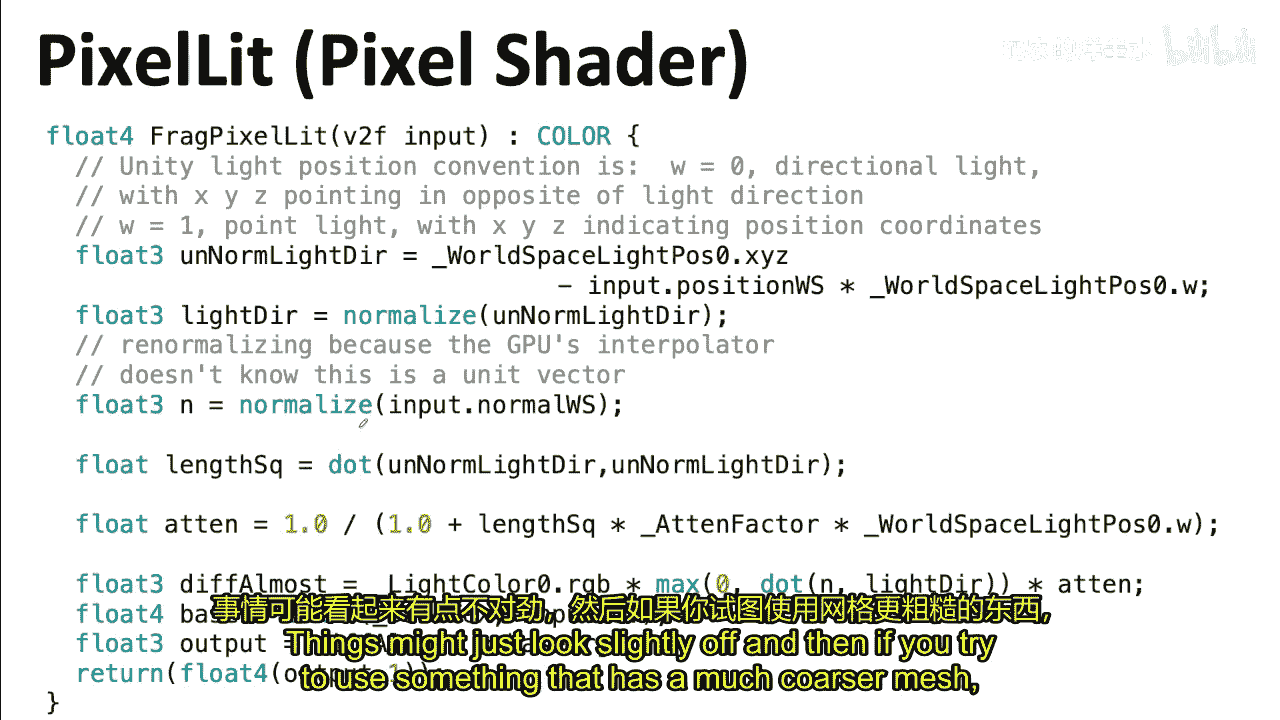 PixelLit (Pixel Shader)
bilibili
float4 FragPixelLit(v2f input) : COLOR {
// Unity light position convention is:  w = 0, directional light,
// with x y z pointing in opposite of light direction
// w = 1, point light, with x y z indicating position coordinates
float3 unNormLightDir = _WorldSpaceLightPos0.xyz
- input.positionWS * _WorldSpaceLightPos0.w;
float3 lightDir = normalize(unNormLightDir);
// renormalizing because the GPU's interpolator
// doesn't know this is a unit vector
float3 n = normalize(input.normalWS);
float lengthSq = dot(unNormLightDir,unNormLightDir);
float atten = 1.0 / (1.0 + lengthSq * _AttenFactor * _WorldSpaceLightPos0.w);
float3 diffAlmost = _LightColor0.rgb * max(0, dot(n, lightDir)) * atten;
float4
float3 output
return(float4(
}
事情可能看起来有点不对劲，然后如果你试图使用网格更粗糙的东西，
Things might just look slightly off and then if you try
to use something that has a much coarser mesh,